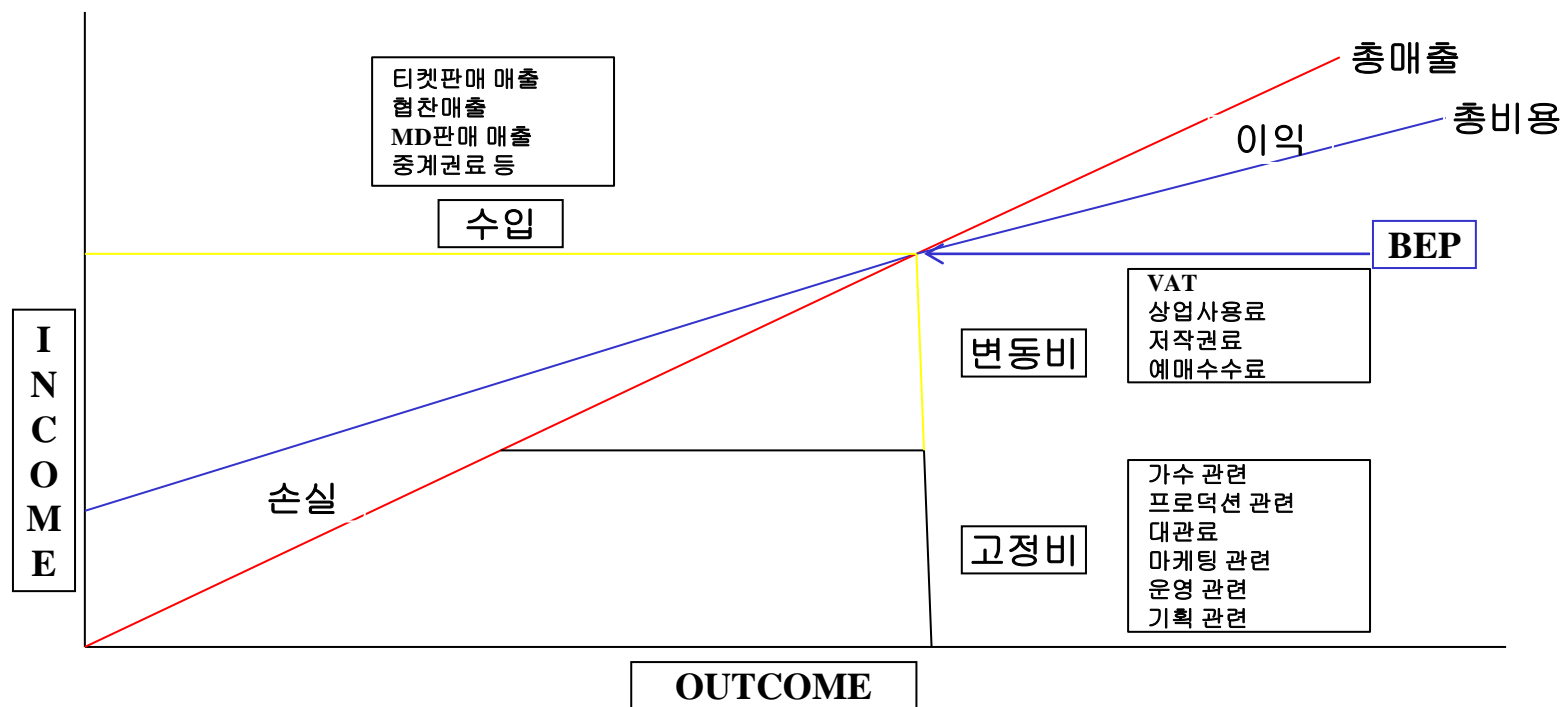 총매출
티켓판매 매출
협찬매출
MD판매 매출
중계권료 등
총비용
이익
수입
BEP
VAT
상업사용료
저작권료
예매수수료
INCOME
변동비
손실
가수 관련
프로덕션 관련
대관료
마케팅 관련
운영 관련
기획 관련
고정비
OUTCOME